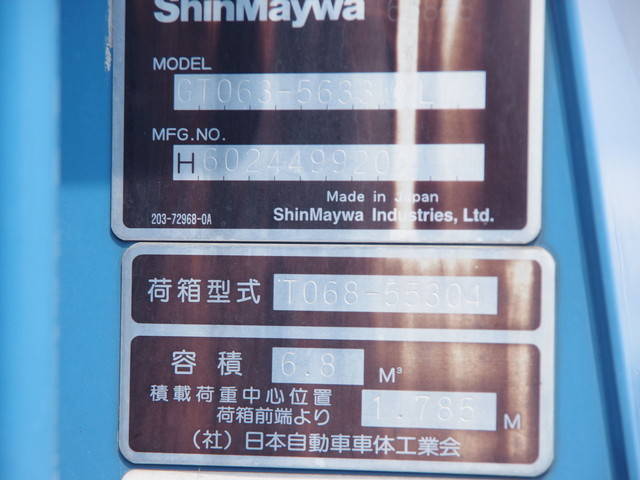 ShinMaywa
MODEL
MFG.NO.
H
Made in Japan
203-72968-0A ShinMaywa Industries, Ltd.
荷箱型式 T068-55304
容積 6.8 M³
積載荷重中心位置
荷箱前端より 1.785 M
(社)日本自動車車体工業会